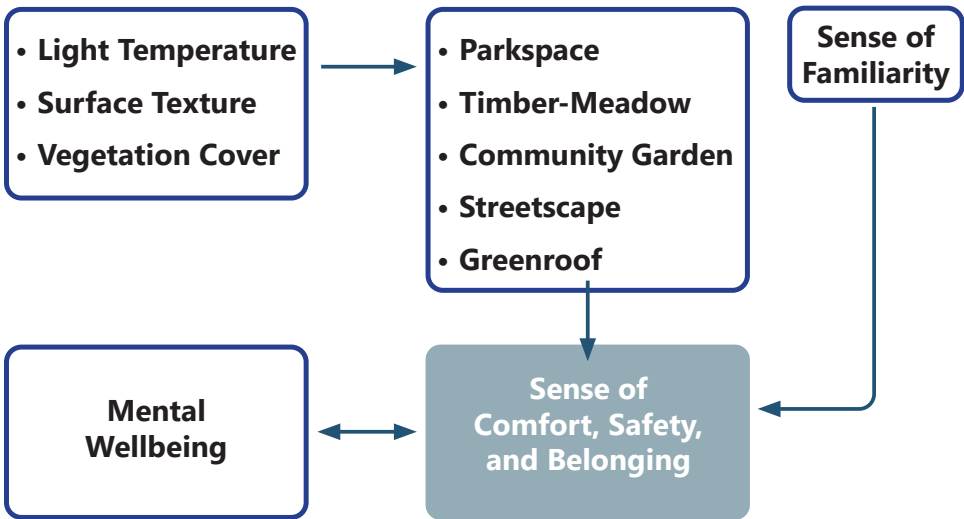 • Light Temperature
• Surface Texture
• Vegetation Cover
• Parkspace
• Timber-Meadow
• Community Garden
• Streetscape
• Greenroof
Sense of
Familiarity
Mental
Wellbeing
Sense of
Comfort, Safety,
and Belonging